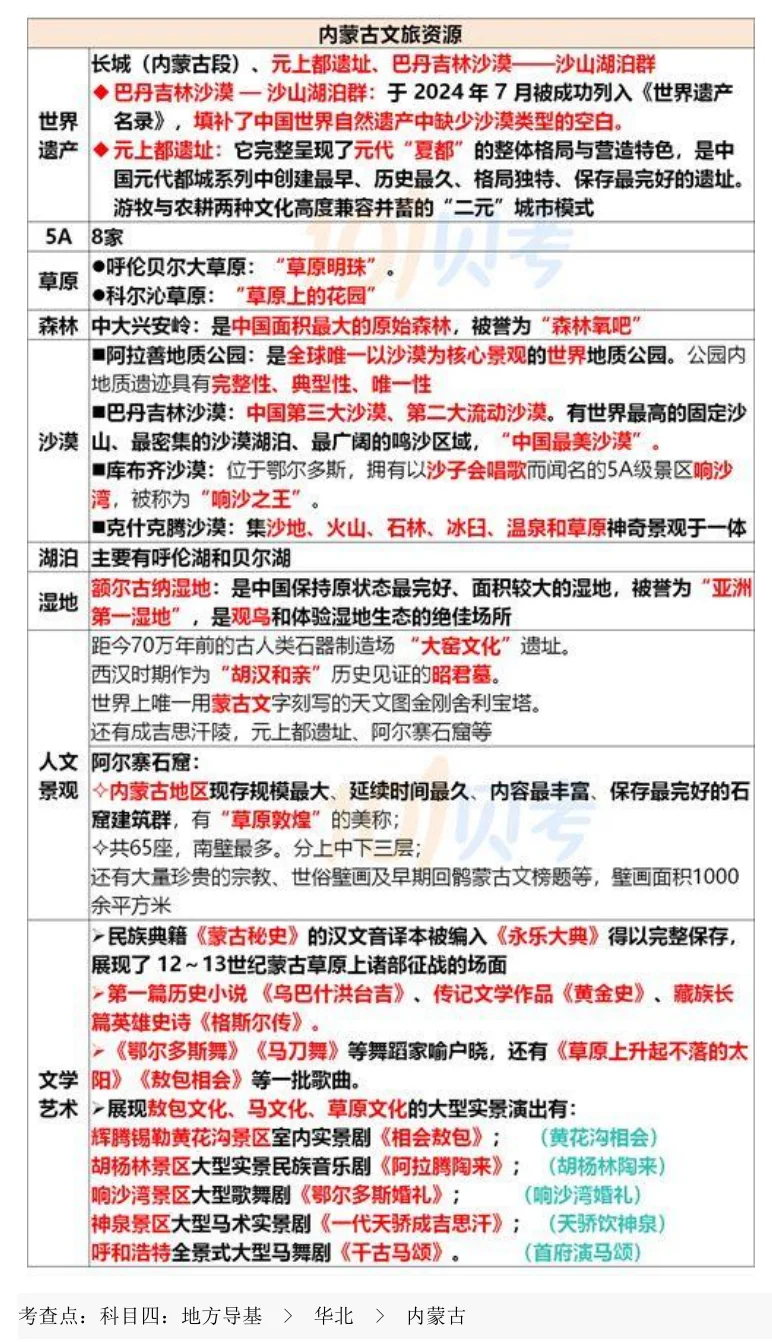 内蒙古文旅资源
长城（内蒙古段）、元上都遗址、巴丹吉林沙漠——沙山湖泊群
◆巴丹吉林沙漠 — 沙山湖泊群：于 2024 年 7 月被成功列入《世界遗产
世界
遗产
名录》，填补了中国世界自然遗产中缺少沙漠类型的空白。
◆元上都遗址：它完整呈现了元代“夏都”的整体格局与营造特色，是中
国元代都城系列中创建最早、历史最久、格局独特、保存最完好的遗址。
游牧与农耕两种文化高度兼容并蓄的“二元”城市模式
5A 8家
草原
●呼伦贝尔大草原：“草原明珠”。
●科尔沁草原：“草原上的花园”
森林 中大兴安岭：是中国面积最大的原始森林，被誉为“森林氧吧”
沙漠
■阿拉善地质公园：是全球唯一以沙漠为核心景观的世界地质公园。公园内
地质遗迹具有完整性、典型性、唯一性
■巴丹吉林沙漠：中国第三大沙漠、第二大流动沙漠。有世界最高的固定沙
山、最密集的沙漠湖泊、最广阔的鸣沙区域，“中国最美沙漠”。
■库布齐沙漠：位于鄂尔多斯，拥有以沙子会唱歌而闻名的5A级景区响沙
湾，被称为“响沙之王”。
■克什克腾沙漠：集沙地、火山、石林、冰臼、温泉和草原神奇景观于一体
湖泊 主要有呼伦湖和贝尔湖
湿地
额尔古纳湿地：是中国保持原状态最完好、面积较大的湿地，被誉为“亚洲
第一湿地”，是观鸟和体验湿地生态的绝佳场所
人文
景观
距今70万年前的古人类石器制造场 “大窑文化”遗址。
西汉时期作为“胡汉和亲”历史见证的昭君墓。
世界上唯一用蒙古文字刻写的天文图金刚舍利宝塔。
还有成吉思汗陵，元上都遗址、阿尔寨石窟等
阿尔寨石窟：
✧内蒙古地区现存规模最大、延续时间最久、内容最丰富、保存最完好的石
窟建筑群，有“草原敦煌”的美称；
✧共65座，南壁最多。分上中下三层；
还有大量珍贵的宗教、世俗壁画及早期回鹘蒙古文榜题等，壁画面积1000
余平方米
文学
艺术
➢民族典籍《蒙古秘史》的汉文音译本被编入《永乐大典》得以完整保存，
展现了 12～13世纪蒙古草原上诸部征战的场面
➢第一篇历史小说 《乌巴什洪台吉》、传记文学作品《黄金史》、藏族长
篇英雄史诗《格斯尔传》。
➢《鄂尔多斯舞》《马刀舞》等舞蹈家喻户晓，还有《草原上升起不落的太
阳》《敖包相会》等一批歌曲。
➢展现敖包文化、马文化、草原文化的大型实景演出有：
辉腾锡勒黄花沟景区室内实景剧《相会敖包》； （黄花沟相会）
胡杨林景区大型实景民族音乐剧《阿拉腾陶来》； （胡杨林陶来）
响沙湾景区大型歌舞剧《鄂尔多斯婚礼》； （响沙湾婚礼）
神泉景区大型马术实景剧《一代天骄成吉思汗》； （天骄饮神泉）
呼和浩特全景式大型马舞剧《千古马颂》。 （首府演马颂）
101贝考
101贝考
考查点：科目四：地方导基 > 华北 > 内蒙古